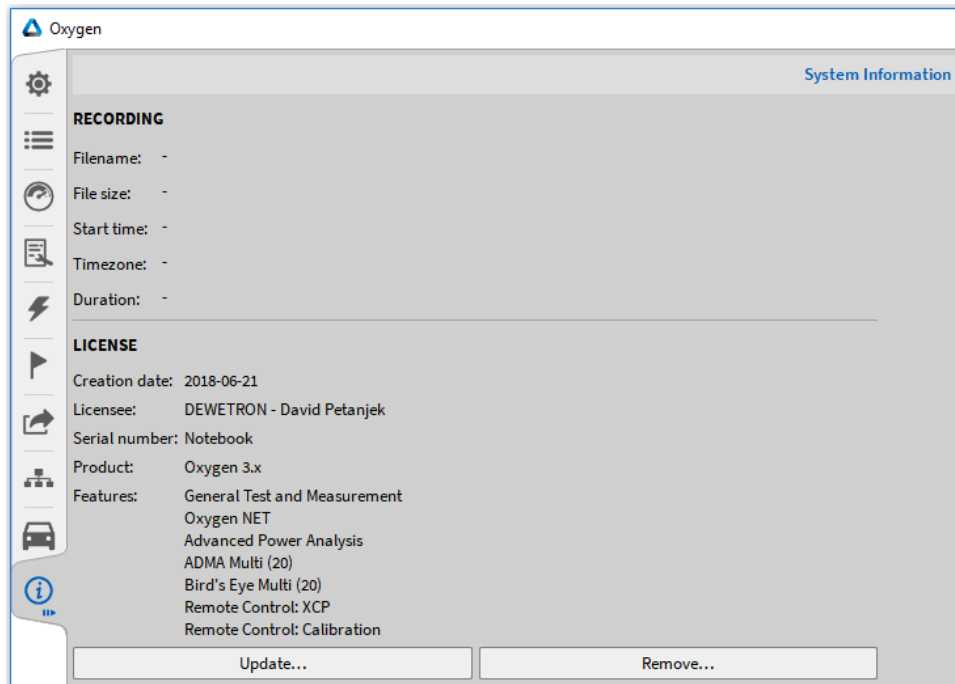 Oxygen
System Information
RECORDING
Filename: -
File size: -
Start time: -
Timezone: -
Duration: -
LICENSE
Creation date: 2018-06-21
Licensee: DEWETRON - David Petanjek
Serial number: Notebook
Product: Oxygen 3.x
Features: General Test and Measurement
Oxygen NET
Advanced Power Analysis
ADMA Multi (20)
Bird's Eye Multi (20)
Remote Control: XCP
Remote Control: Calibration
Update... Remove...